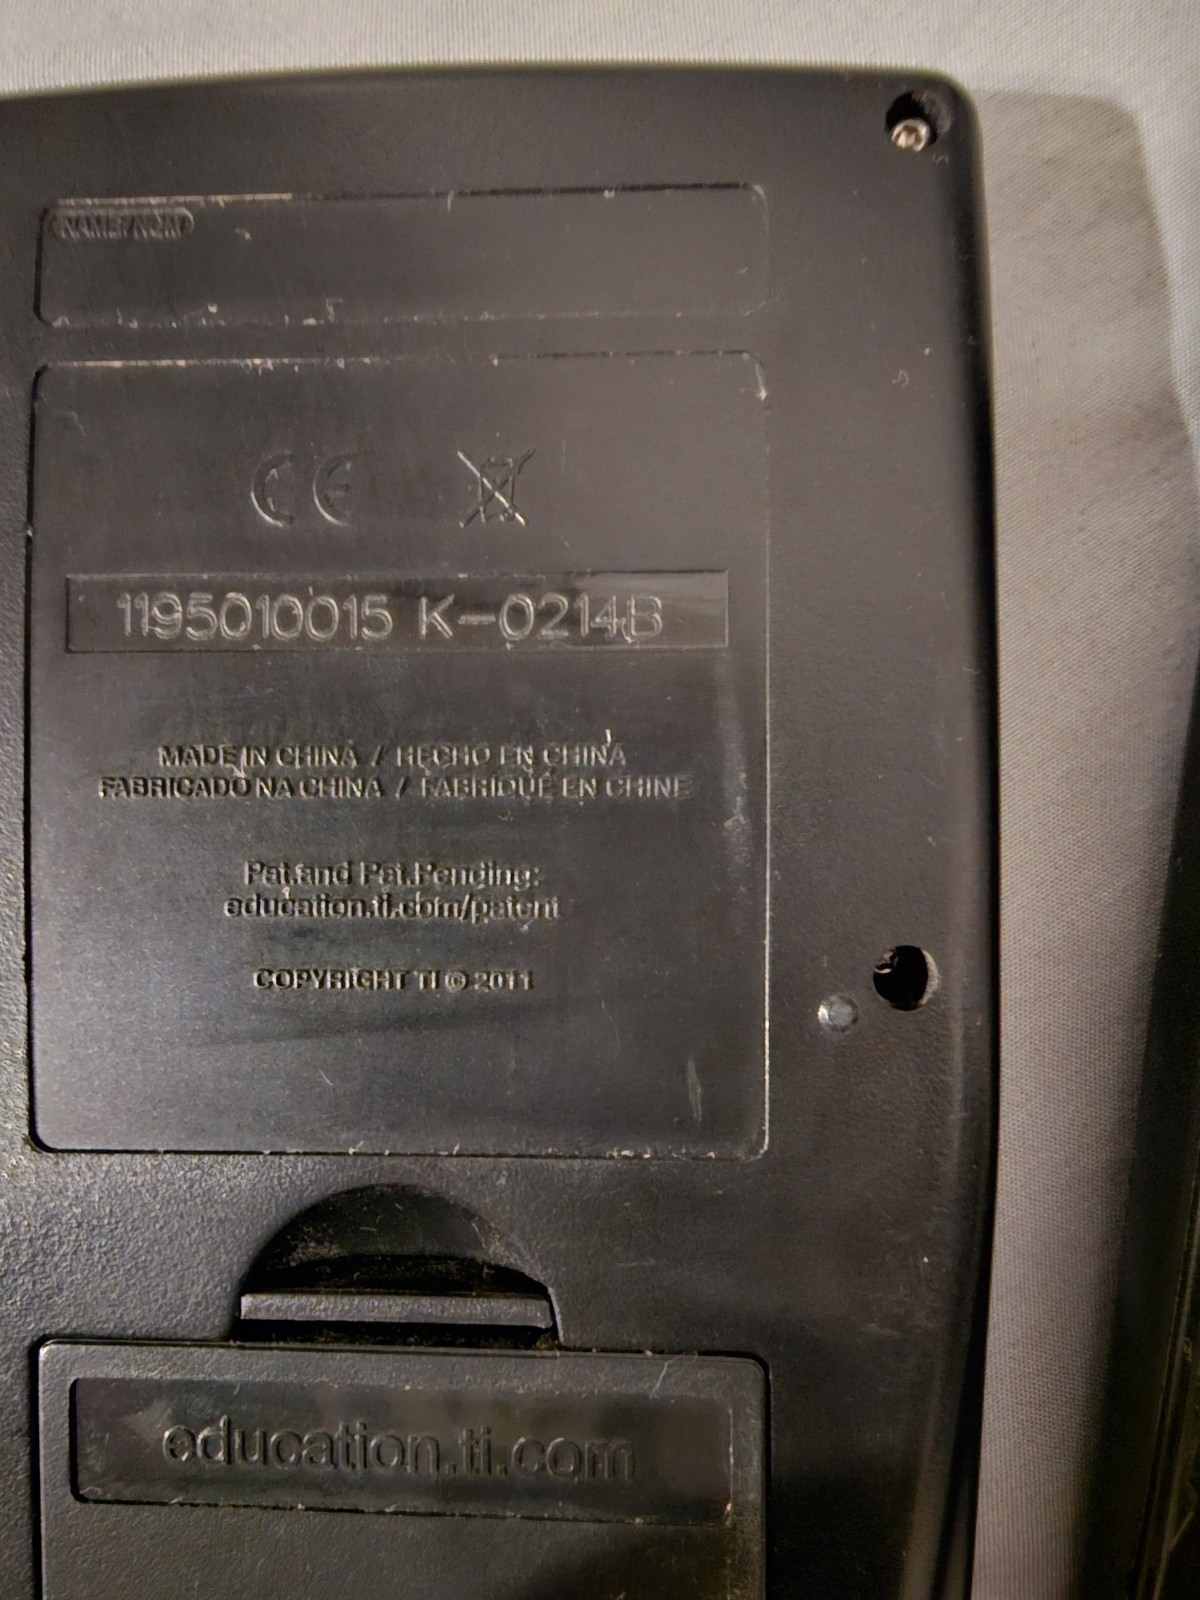 NAME/NOM
CE
1195010015 K-0214B
MADE IN CHINA / HECHO EN CHINA
FABRICADO NA CHINA / FABRIQUÉ EN CHINE
Pat.and Pat.Pending:
education.ti.com/patent
COPYRIGHT TI © 2011
education.ti.com